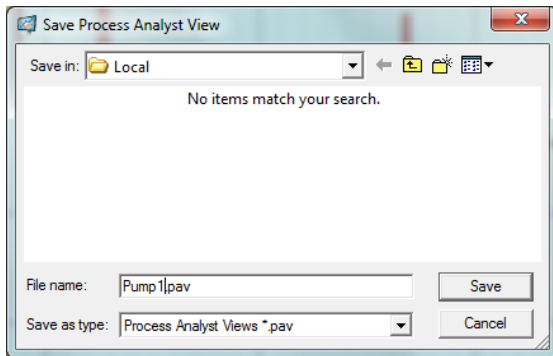 Save Process Analyst View
Save in: Local
No items match your search.
File name: Pump1.pav Save
Save as type: Process Analyst Views *.pav Cancel